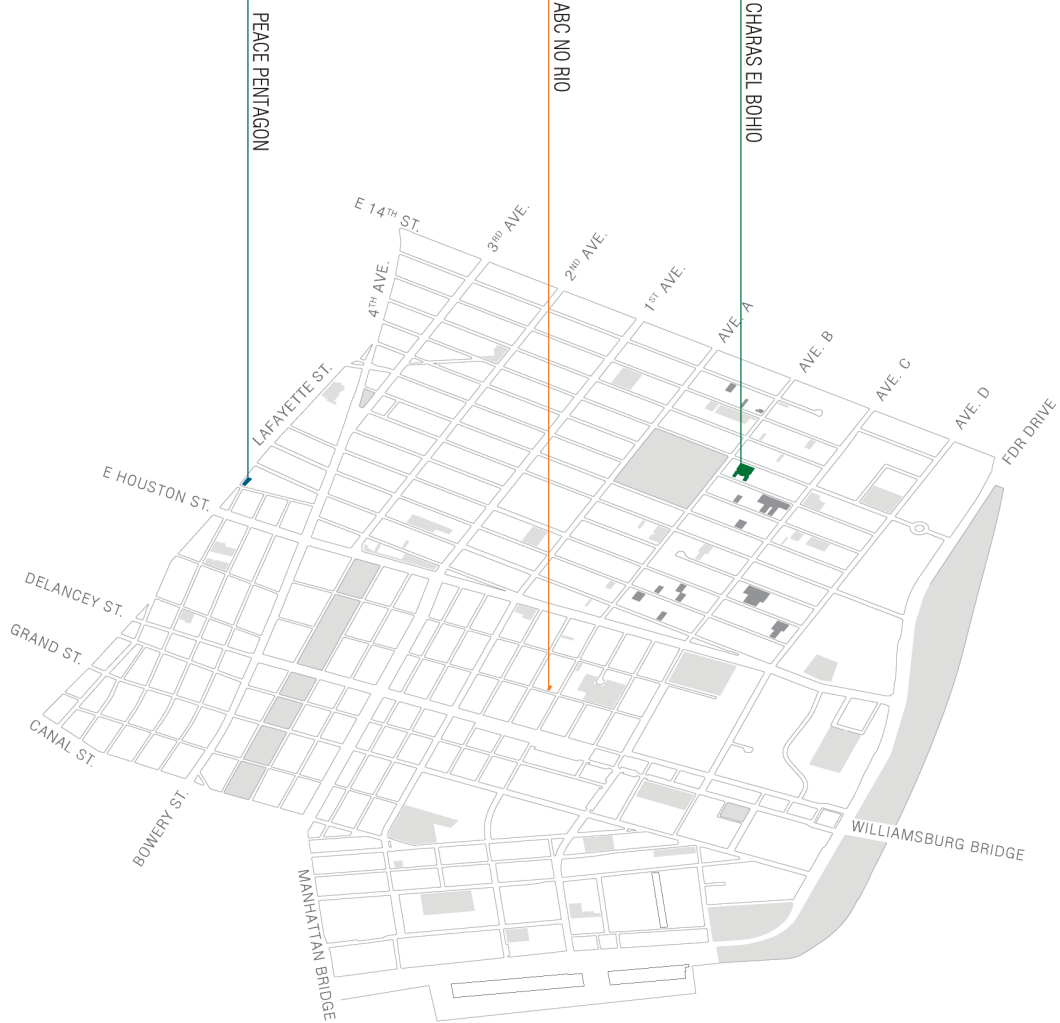 PEACE PENTAGON
ABC NO RIO
CHARAS EL BOHIO
E 14TH ST.
3RD AVE.
2ND AVE.
1ST AVE.
AVE. A
AVE. B
AVE. C
AVE. D
FDR DRIVE
4TH AVE.
LAFAYETTE ST.
E HOUSTON ST.
DELANCEY ST.
GRAND ST.
CANAL ST.
BOWERY ST.
MANHATTAN BRIDGE
WILLIAMSBURG BRIDGE